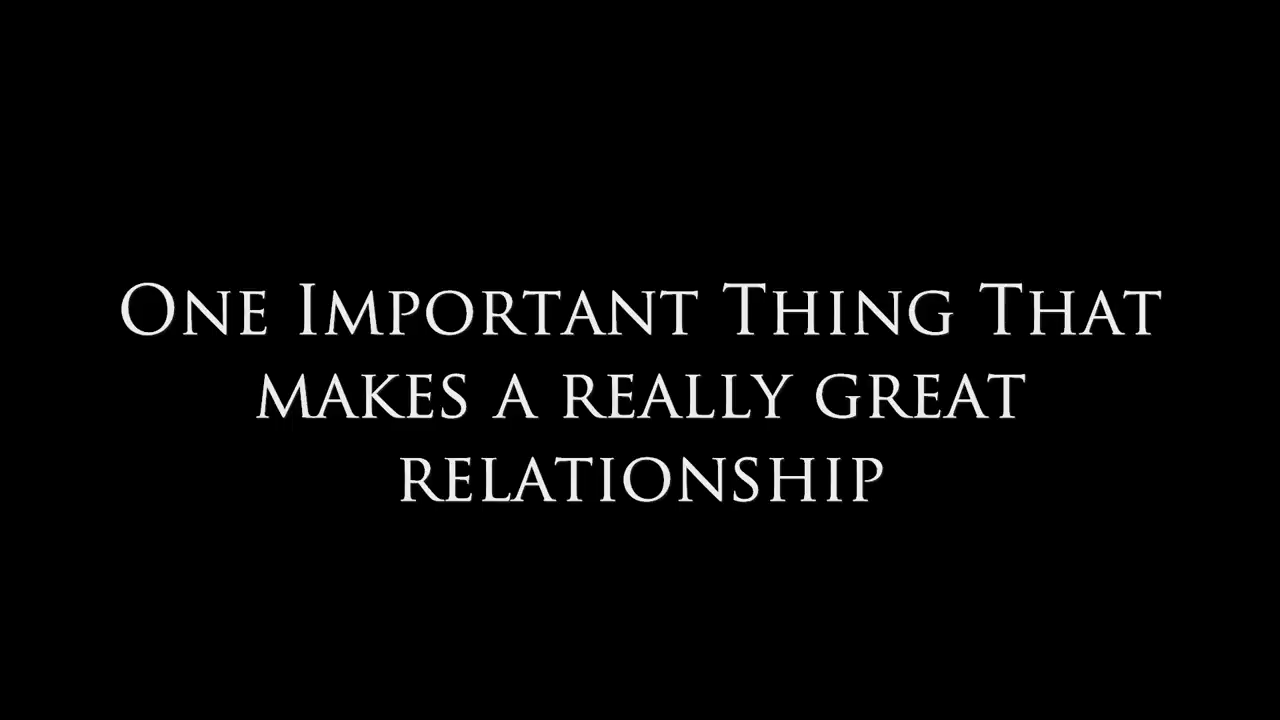 One Important Thing That
makes a really great
relationship